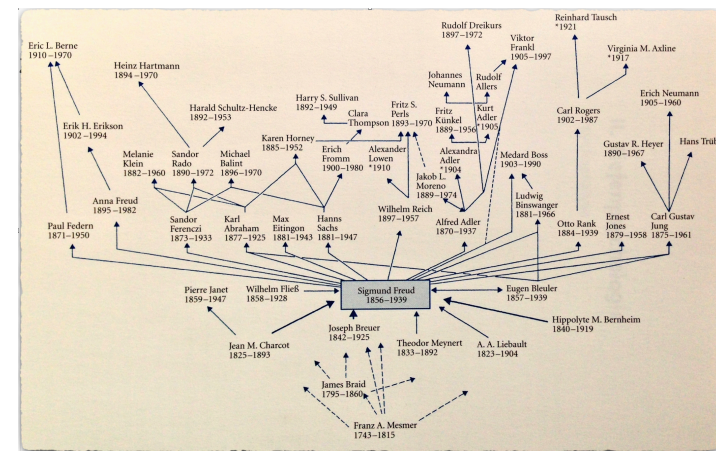 Reinhard Tausch
*1921
Rudolf Dreikurs
1897–1972
Viktor
Frankl
1905–1997
Eric L. Berne
1910–1970
Virginia M. Axline
*1917
Heinz Hartmann
1894–1970
Johannes
Neumann
Rudolf
Allers
Erich Neumann
1905–1960
Harry S. Sullivan
1892–1949
Fritz S.
Perls
1893–1970
Harald Schultz-Hencke
1892–1953
Clara
Thompson
Fritz
Künkel
1889–1956
Kurt
Adler
*1905
Carl Rogers
1902–1987
Erik H. Erikson
1902–1994
Karen Horney
1885–1952
Gustav R. Heyer
1890–1967
Hans Trüb
Melanie
Klein
1882–1960
Sandor
Rado
1890–1972
Michael
Balint
1896–1970
Erich
Fromm
1900–1980
Alexander
Lowen
*1910
Alexandra
Adler
*1904
Medard Boss
1903–1990
Jakob L.
Moreno
1889–1974
Anna Freud
1895–1982
Ludwig
Binswanger
1881–1966
Paul Federn
1871–1950
Sandor
Ferenczi
1873–1933
Karl
Abraham
1877–1925
Max
Eitingon
1881–1943
Hanns
Sachs
1881–1947
Wilhelm Reich
1897–1957
Alfred Adler
1870–1937
Otto Rank
1884–1939
Ernest
Jones
1879–1958
Carl Gustav
Jung
1875–1961
Pierre Janet
1859–1947
Wilhelm Fließ
1858–1928
Sigmund Freud
1856–1939
Eugen Bleuler
1857–1939
Hippolyte M. Bernheim
1840–1919
Joseph Breuer
1842–1925
Jean M. Charcot
1825–1893
Theodor Meynert
1833–1892
A. A. Liebault
1823–1904
James Braid
1795–1860
Franz A. Mesmer
1743–1815